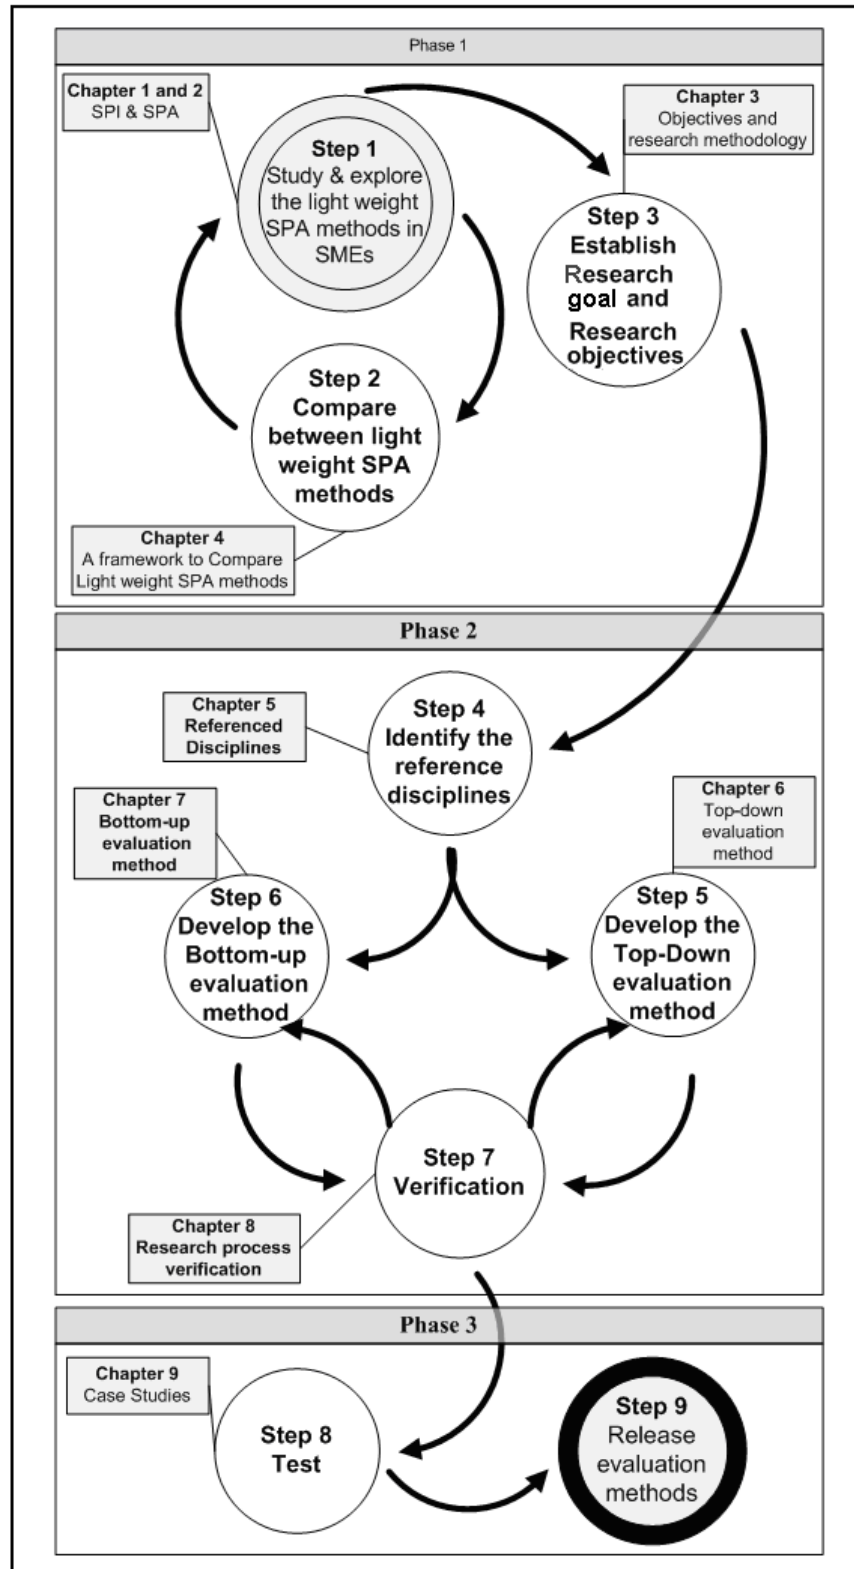 Phase 1
Chapter 1 and 2
SPI & SPA
Step 1
Study & explore
the light weight
SPA methods in
SMEs
Chapter 3
Objectives and
research methodology
Step 3
Establish
Research
goal and
Research
objectives
Step 2
Compare
between light
weight SPA
methods
Chapter 4
A framework to Compare
Light weight SPA methods
Phase 2
Chapter 5
Referenced
Disciplines
Step 4
Identify the
reference
disciplines
Chapter 7
Bottom-up
evaluation
method
Chapter 6
Top-down
evaluation
method
Step 6
Develop the
Bottom-up
evaluation
method
Step 5
Develop the
Top-Down
evaluation
method
Step 7
Verification
Chapter 8
Research process
verification
Phase 3
Chapter 9
Case Studies
Step 8
Test
Step 9
Release
evaluation
methods